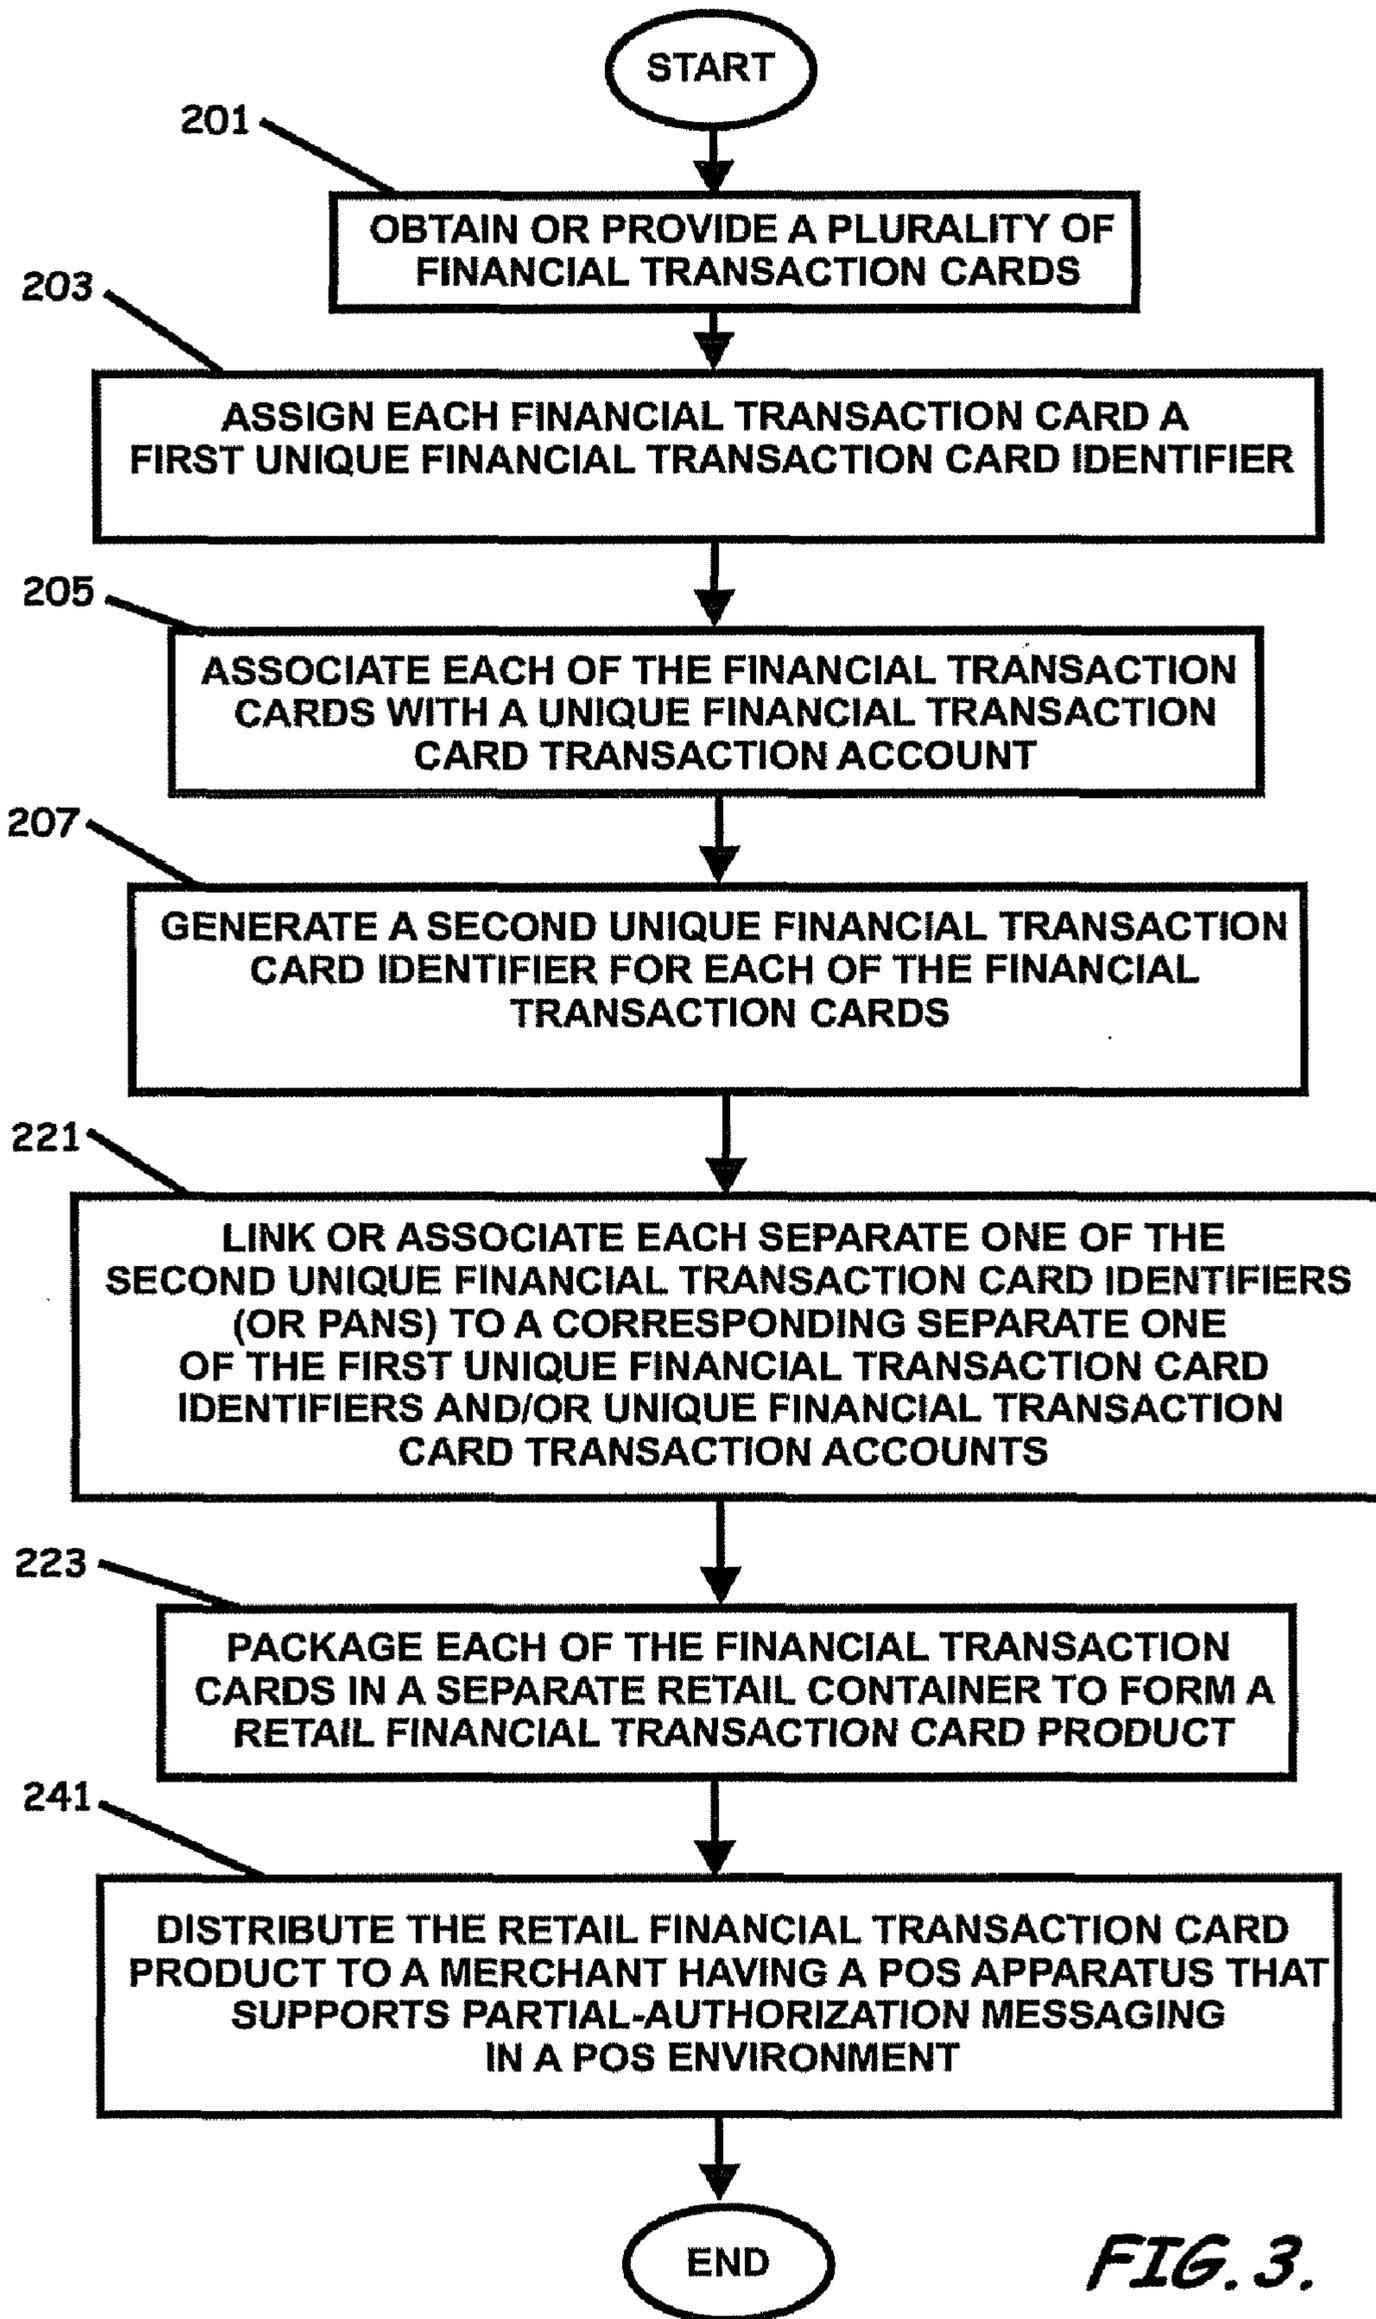 START
201
OBTAIN OR PROVIDE A PLURALITY OF
FINANCIAL TRANSACTION CARDS
203
ASSIGN EACH FINANCIAL TRANSACTION CARD A
FIRST UNIQUE FINANCIAL TRANSACTION CARD IDENTIFIER
205
ASSOCIATE EACH OF THE FINANCIAL TRANSACTION
CARDS WITH A UNIQUE FINANCIAL TRANSACTION
CARD TRANSACTION ACCOUNT
207
GENERATE A SECOND UNIQUE FINANCIAL TRANSACTION
CARD IDENTIFIER FOR EACH OF THE FINANCIAL
TRANSACTION CARDS
221
LINK OR ASSOCIATE EACH SEPARATE ONE OF THE
SECOND UNIQUE FINANCIAL TRANSACTION CARD IDENTIFIERS
(OR PANS) TO A CORRESPONDING SEPARATE ONE
OF THE FIRST UNIQUE FINANCIAL TRANSACTION CARD
IDENTIFIERS AND/OR UNIQUE FINANCIAL TRANSACTION
CARD TRANSACTION ACCOUNTS
223
PACKAGE EACH OF THE FINANCIAL TRANSACTION
CARDS IN A SEPARATE RETAIL CONTAINER TO FORM A
RETAIL FINANCIAL TRANSACTION CARD PRODUCT
241
DISTRIBUTE THE RETAIL FINANCIAL TRANSACTION CARD
PRODUCT TO A MERCHANT HAVING A POS APPARATUS THAT
SUPPORTS PARTIAL-AUTHORIZATION MESSAGING
IN A POS ENVIRONMENT
END
FIG. 3.